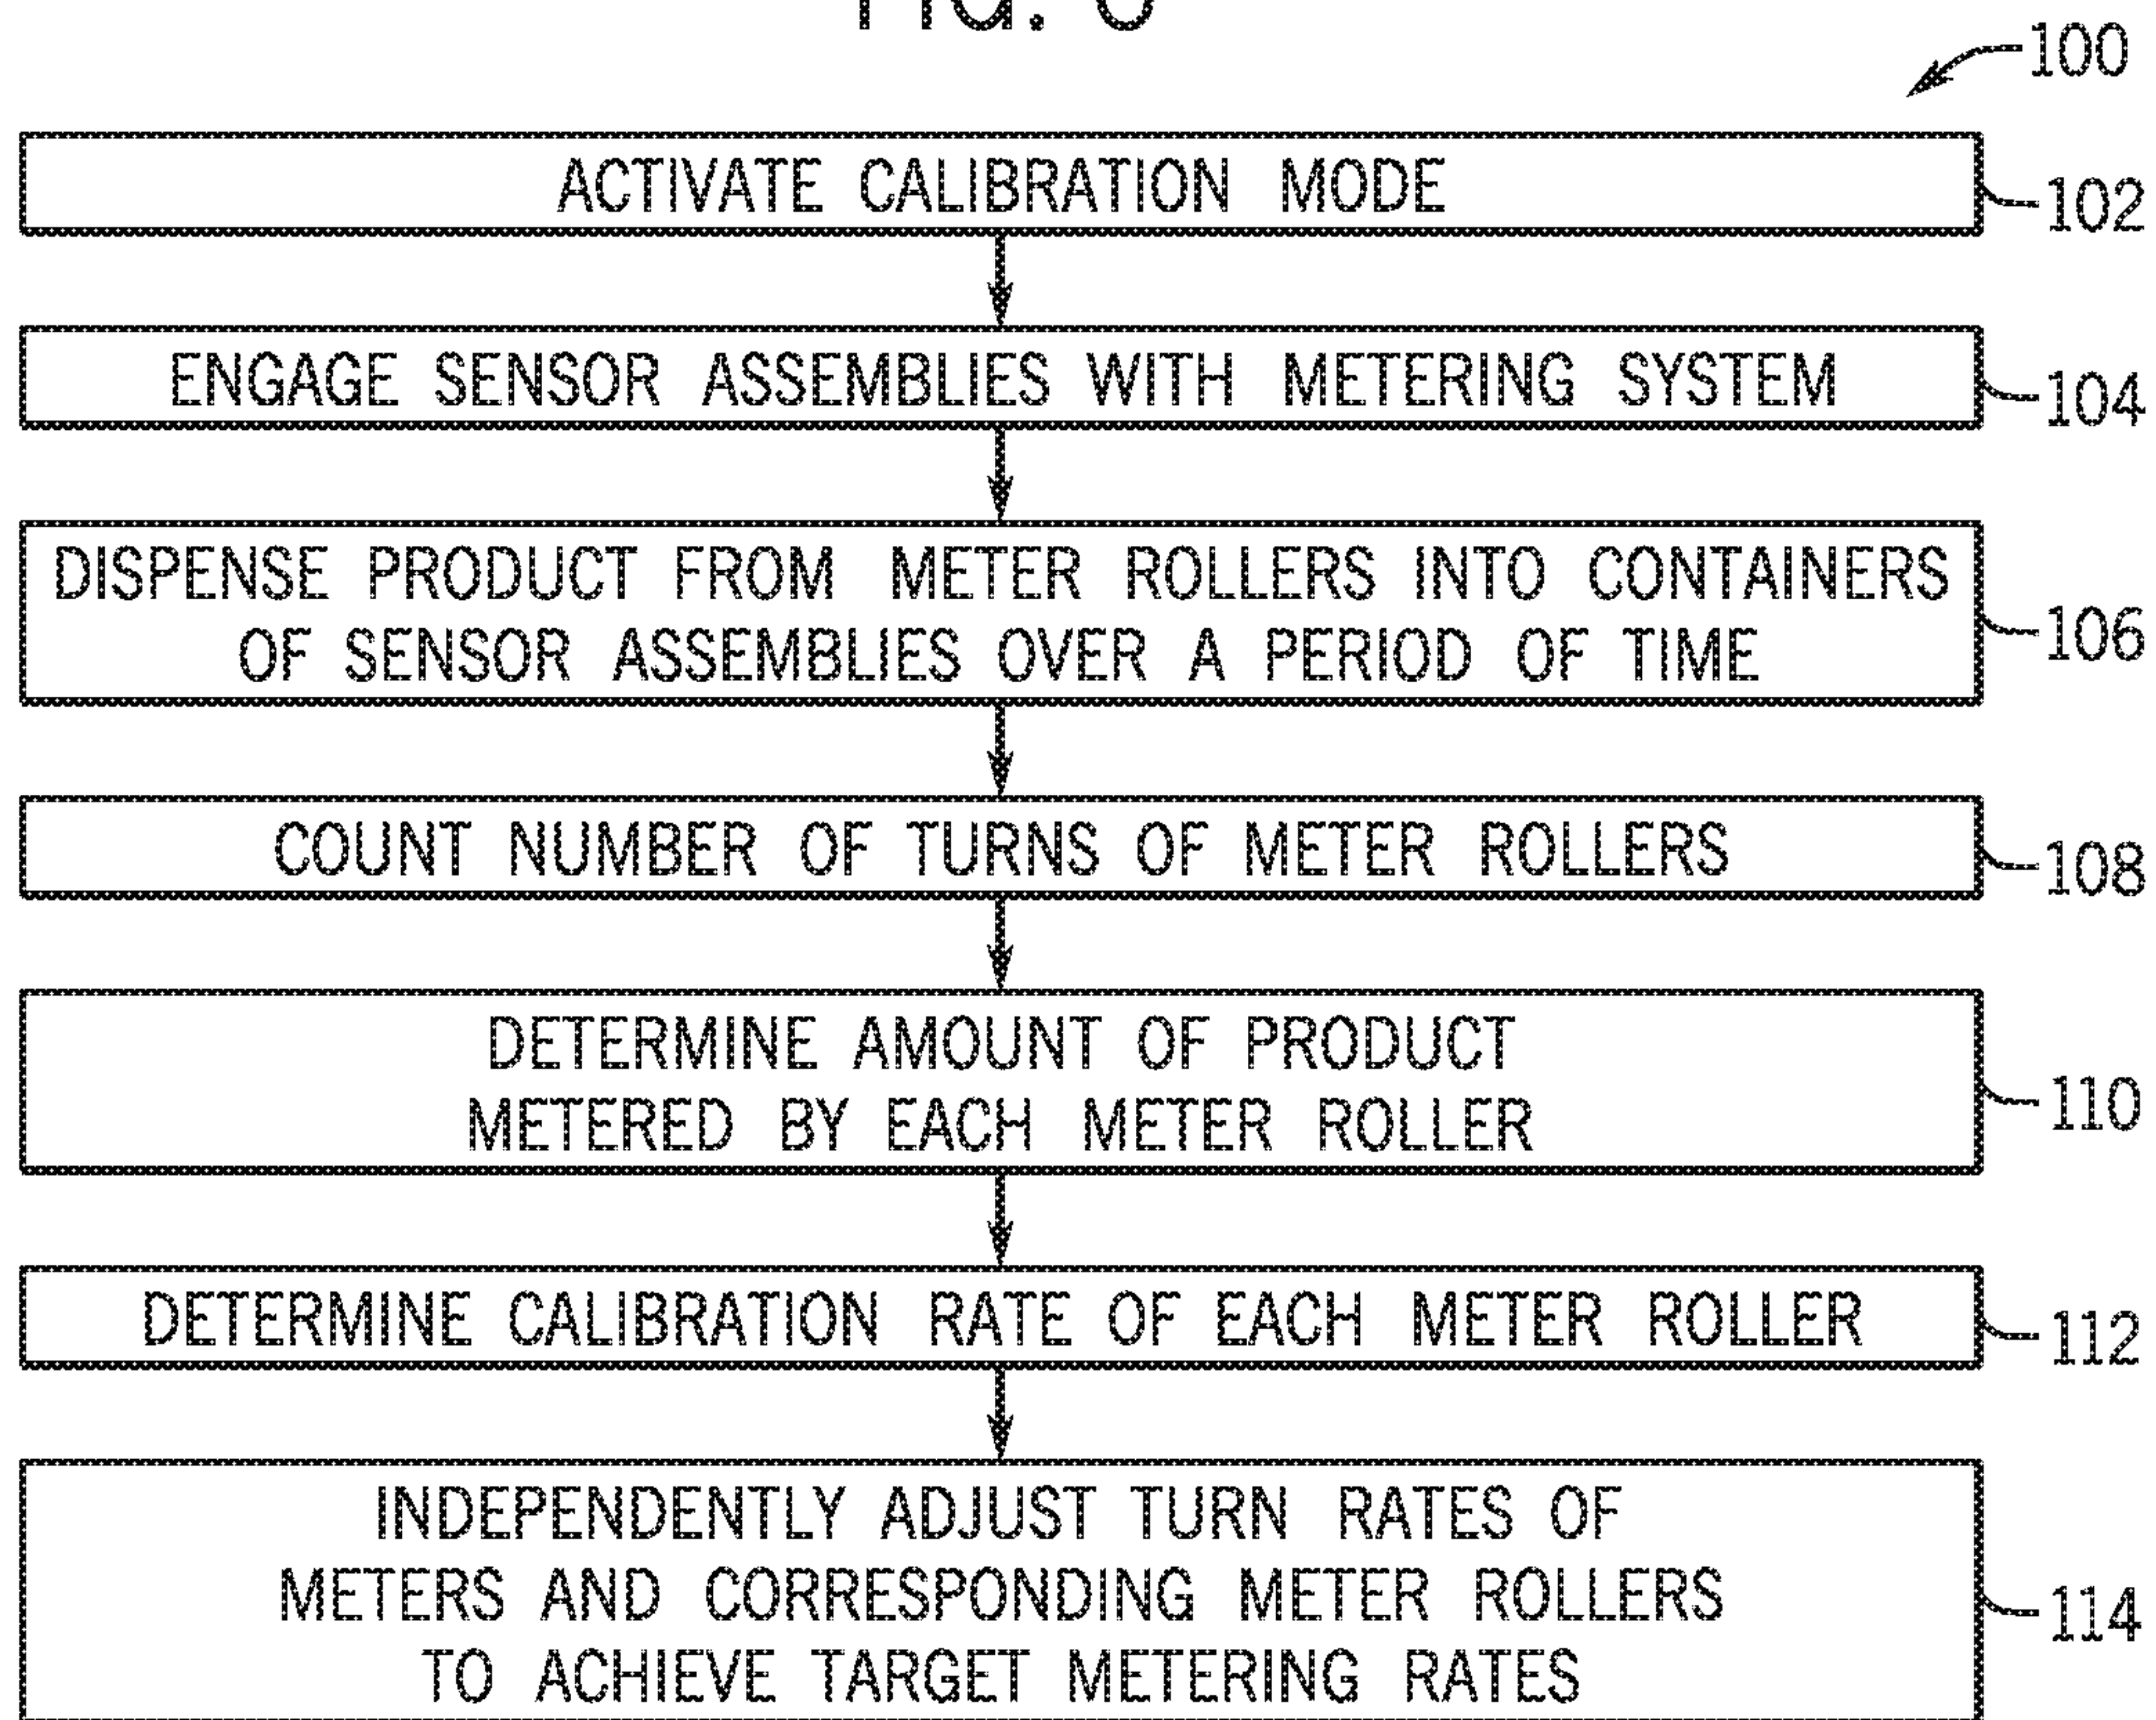 100
ACTIVATE CALIBRATION MODE
102
ENGAGE SENSOR ASSEMBLIES WITH METERING SYSTEM
104
DISPENSE PRODUCT FROM METER ROLLERS INTO CONTAINERS
OF SENSOR ASSEMBLIES OVER A PERIOD OF TIME
106
COUNT NUMBER OF TURNS OF METER ROLLERS
108
DETERMINE AMOUNT OF PRODUCT
METERED BY EACH METER ROLLER
110
DETERMINE CALIBRATION RATE OF EACH METER ROLLER
112
INDEPENDENTLY ADJUST TURN RATES OF
METERS AND CORRESPONDING METER ROLLERS
TO ACHIEVE TARGET METERING RATES
114